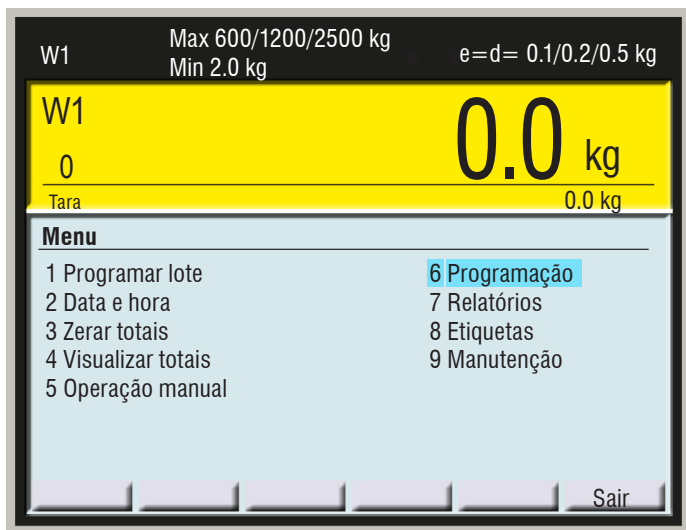 W1
Max 600/1200/2500 kg
Min 2.0 kg
e=d= 0.1/0.2/0.5 kg
W1
0
0.0 kg
Tara
0.0 kg
Menu
1 Programar lote
2 Data e hora
3 Zerar totais
4 Visualizar totais
5 Operação manual
6 Programação
7 Relatórios
8 Etiquetas
9 Manutenção
Sair